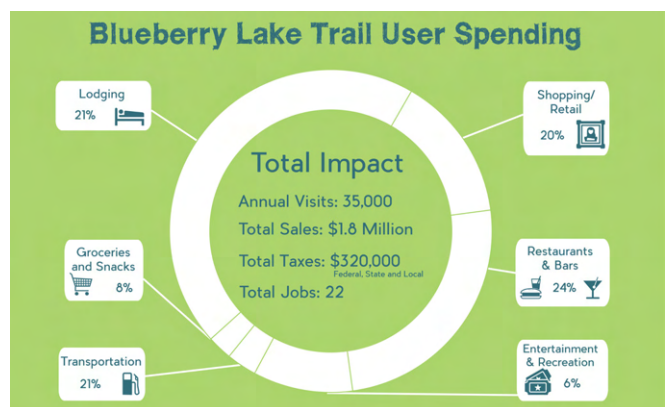 Blueberry Lake Trail User Spending
Lodging
21%
Shopping/
Retail
20%
Total Impact
Annual Visits: 35,000
Total Sales: $1.8 Million
Total Taxes: $320,000
Federal, State and Local
Total Jobs: 22
Groceries
and Snacks
8%
Restaurants
& Bars
24%
Transportation
21%
Entertainment
& Recreation
6%